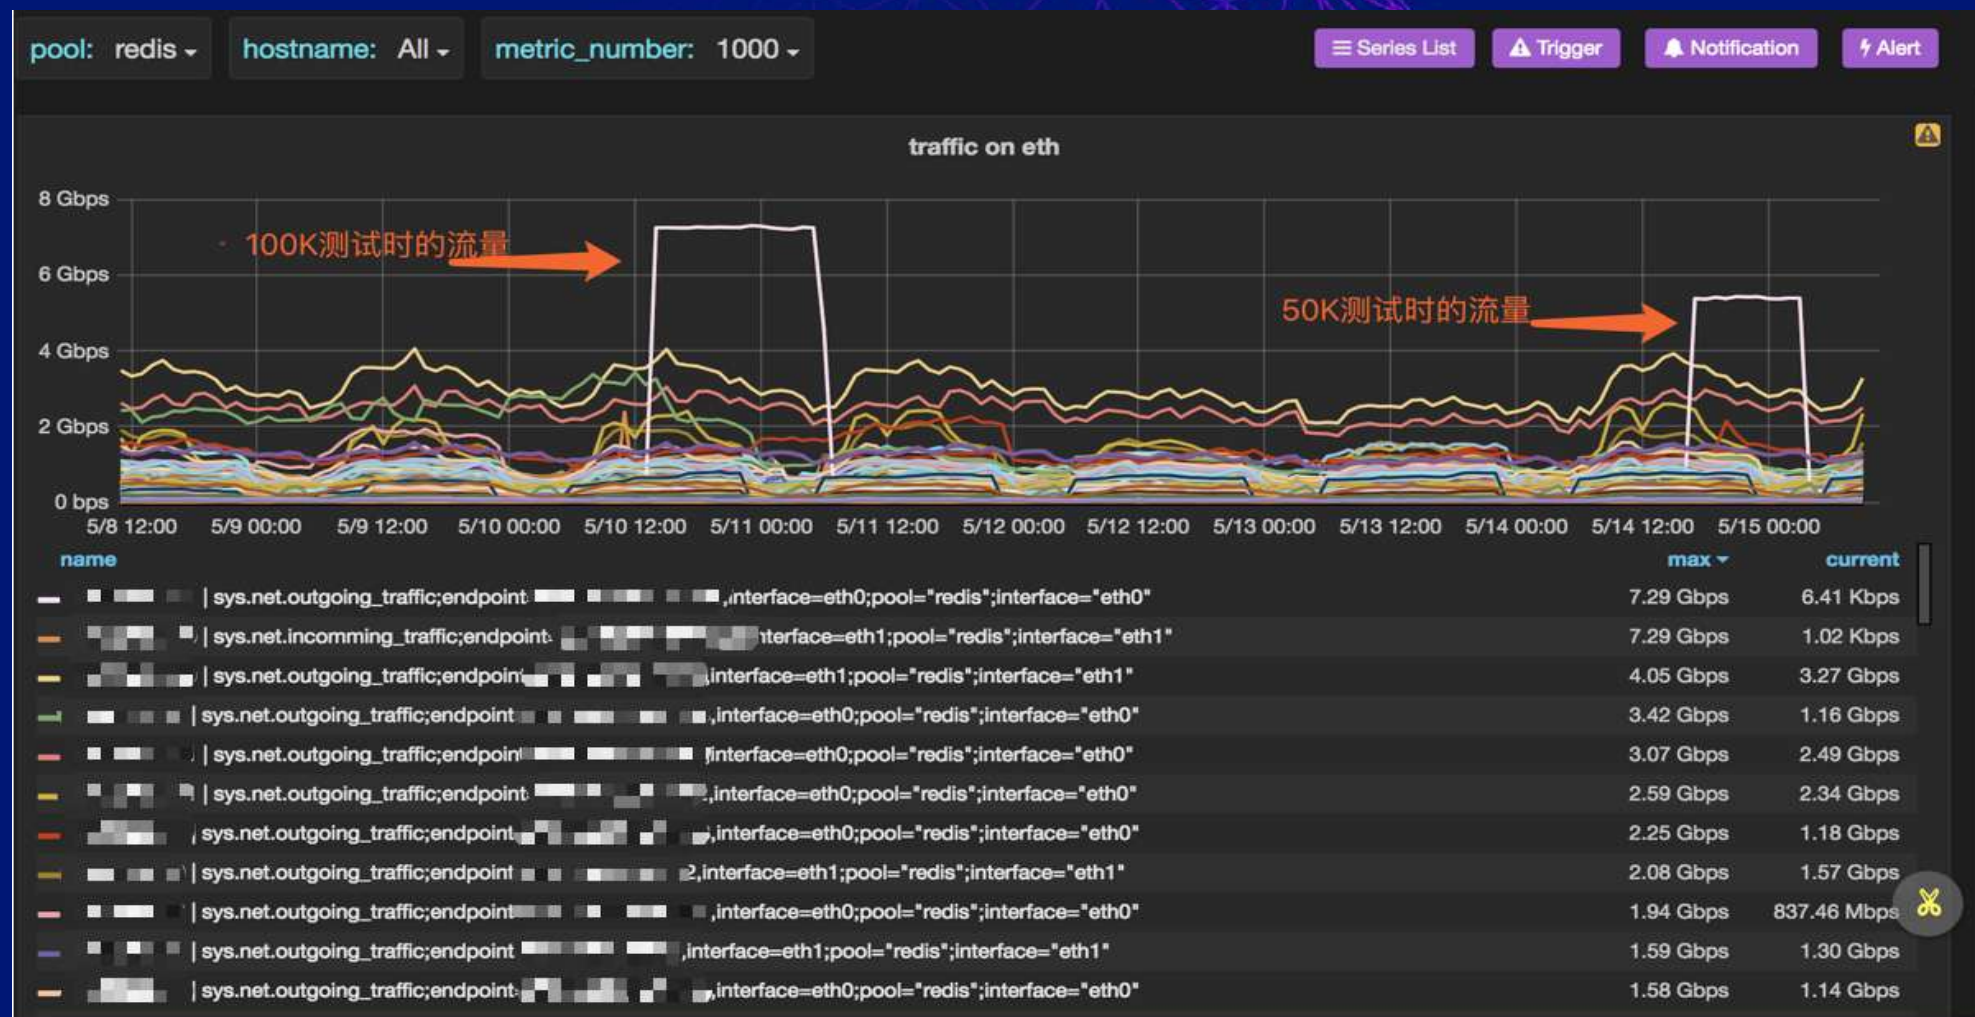 pool: redis hostname: All metric_number: 1000 Series List Trigger Notification Alert
traffic on eth
8 Gbps
100K测试时的流量
6 Gbps
50K测试时的流量
4 Gbps
2 Gbps
0 bps
5/8 12:00 5/9 00:00 5/9 12:00 5/10 00:00 5/10 12:00 5/11 00:00 5/11 12:00 5/12 00:00 5/12 12:00 5/13 00:00 5/13 12:00 5/14 00:00 5/14 12:00 5/15 00:00
name max current
| sys.net.outgoing_traffic;endpoint ,interface=eth0;pool="redis";interface="eth0" 7.29 Gbps 6.41 Kbps
| sys.net.incomming_traffic;endpoint nterface=eth1;pool="redis";interface="eth1" 7.29 Gbps 1.02 Kbps
| sys.net.outgoing_traffic;endpoint ,interface=eth1;pool="redis";interface="eth1" 4.05 Gbps 3.27 Gbps
| sys.net.outgoing_traffic;endpoint ,interface=eth0;pool="redis";interface="eth0" 3.42 Gbps 1.16 Gbps
| sys.net.outgoing_traffic;endpoint interface=eth0;pool="redis";interface="eth0" 3.07 Gbps 2.49 Gbps
| sys.net.outgoing_traffic;endpoint ,interface=eth0;pool="redis";interface="eth0" 2.59 Gbps 2.34 Gbps
sys.net.outgoing_traffic;endpoint ,interface=eth0;pool="redis";interface="eth0" 2.25 Gbps 1.18 Gbps
| sys.net.outgoing_traffic;endpoint 2,interface=eth1;pool="redis";interface="eth1" 2.08 Gbps 1.57 Gbps
| sys.net.outgoing_traffic;endpoint ,interface=eth0;pool="redis";interface="eth0" 1.94 Gbps 837.46 Mbps
| sys.net.outgoing_traffic;endpoint ,interface=eth1;pool="redis";interface="eth1" 1.59 Gbps 1.30 Gbps
| sys.net.outgoing_traffic;endpoint ,interface=eth0;pool="redis";interface="eth0" 1.58 Gbps 1.14 Gbps